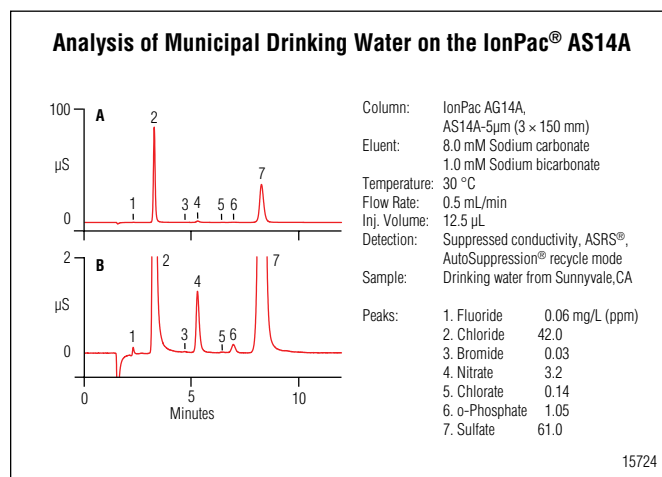 Analysis of Municipal Drinking Water on the IonPac® AS14A
100
A
µS
0
1
2
3
4
5
6
7
2
B
µS
0
1
2
3
4
5
6
7
0
5
10
Minutes
Column: IonPac AG14A,
AS14A-5µm (3 × 150 mm)
Eluent: 8.0 mM Sodium carbonate
1.0 mM Sodium bicarbonate
Temperature: 30 °C
Flow Rate: 0.5 mL/min
Inj. Volume: 12.5 µL
Detection: Suppressed conductivity, ASRS®,
AutoSuppression® recycle mode
Sample: Drinking water from Sunnyvale,CA
Peaks: 1. Fluoride 0.06 mg/L (ppm)
2. Chloride 42.0
3. Bromide 0.03
4. Nitrate 3.2
5. Chlorate 0.14
6. o-Phosphate 1.05
7. Sulfate 61.0
15724